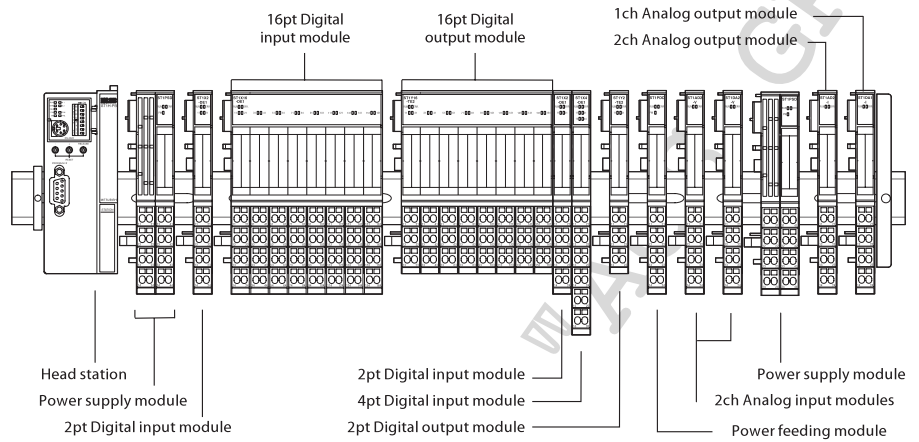 1ch Analog output module
16pt Digital
input module
16pt Digital
output module
2ch Analog output module
Head station
Power supply module
2pt Digital input module
2pt Digital input module
4pt Digital input module
2pt Digital output module
Power supply module
2ch Analog input modules
Power feeding module